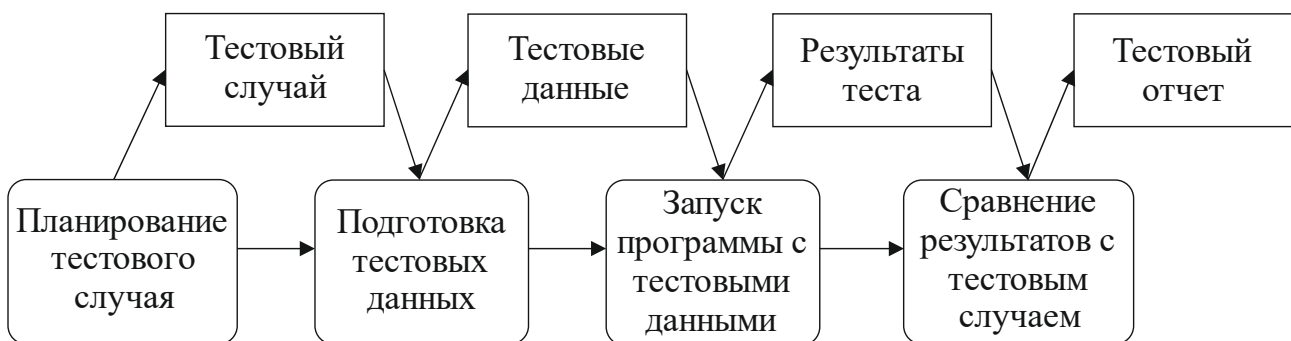 Тестовый
случай
Тестовые
данные
Результаты
теста
Тестовый
отчет
Планирование
тестового
случая
Подготовка
тестовых
данных
Запуск
программы с
тестовыми
данными
Сравнение
результатов с
тестовым
случаем